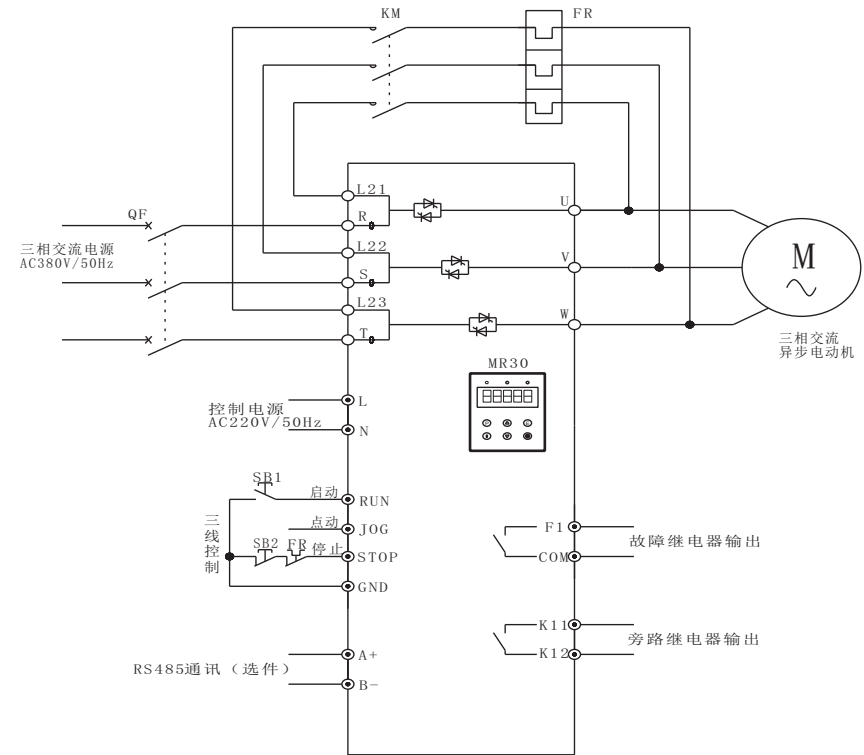 KM
FR
L21
U
QF
R
三相交流电源
AC380V/50Hz
L22
V
S
M
L23
W
T
三相交流
异步电动机
MR30
控制电源
AC220V/50Hz
L
N
SB1
启动
RUN
三线控制
点动
JOG
SB2
FR
停止
STOP
GND
F1
COM
故障继电器输出
K11
K12
旁路继电器输出
RS485通讯（选件）
A+
B-